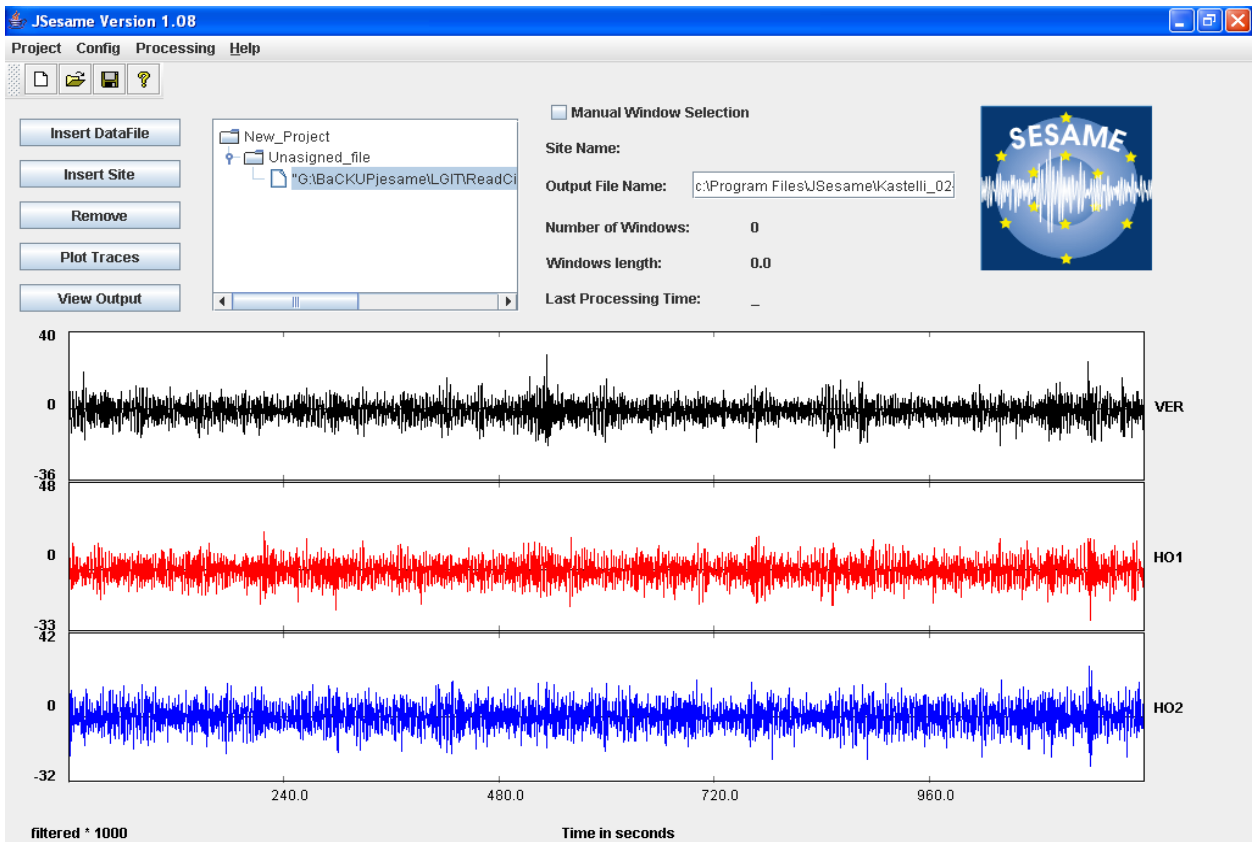 JSesame Version 1.08
Project Config Processing Help
Insert DataFile
Insert Site
Remove
Plot Traces
View Output
New_Project
Unasigned_file
"G:\BaCKUPjesame\LGIT\ReadCi
Manual Window Selection
Site Name:
Output File Name: c:\Program Files\JSesame\Kastelli_02
Number of Windows: 0
Windows length: 0.0
Last Processing Time: _
SESAME
40
0
-36
VER
48
0
-33
HO1
42
0
-32
HO2
240.0 480.0 720.0 960.0
filtered * 1000 Time in seconds